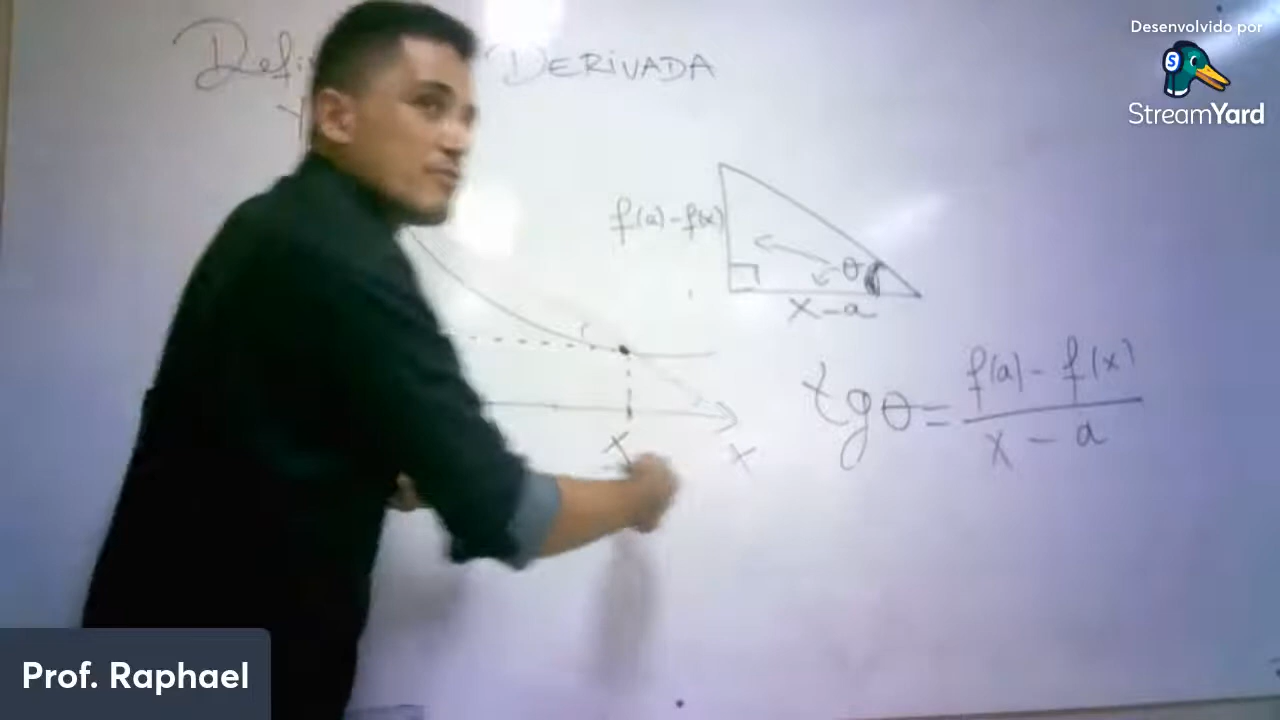 DERIVADA
Desenvolvido por
StreamYard
f(a) - f(x)
θ
x - a
tgθ = f(a) - f(x)
x - a
x
x
Prof. Raphael